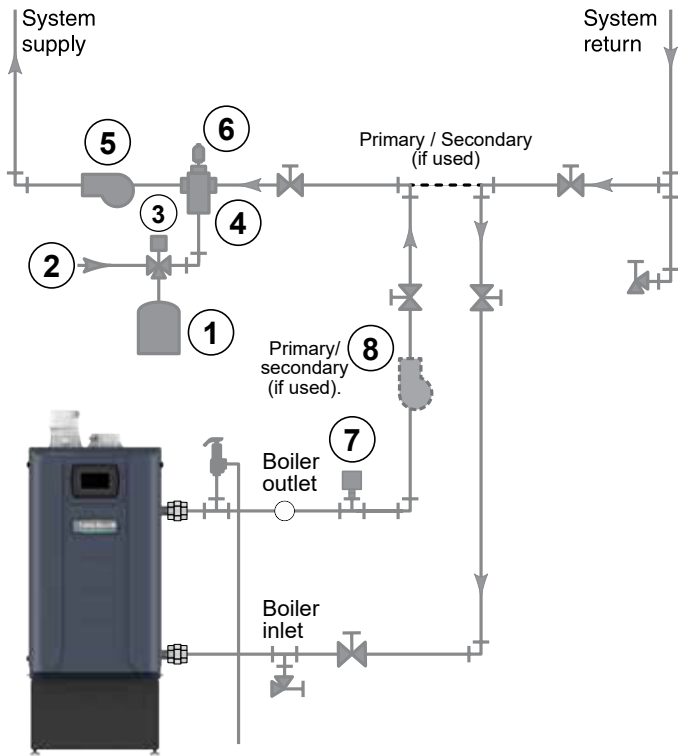 System
supply
System
return
5
6
Primary / Secondary
(if used)
3
4
2
1
Primary/
secondary
(if used).
8
7
Boiler
outlet
Boiler
inlet